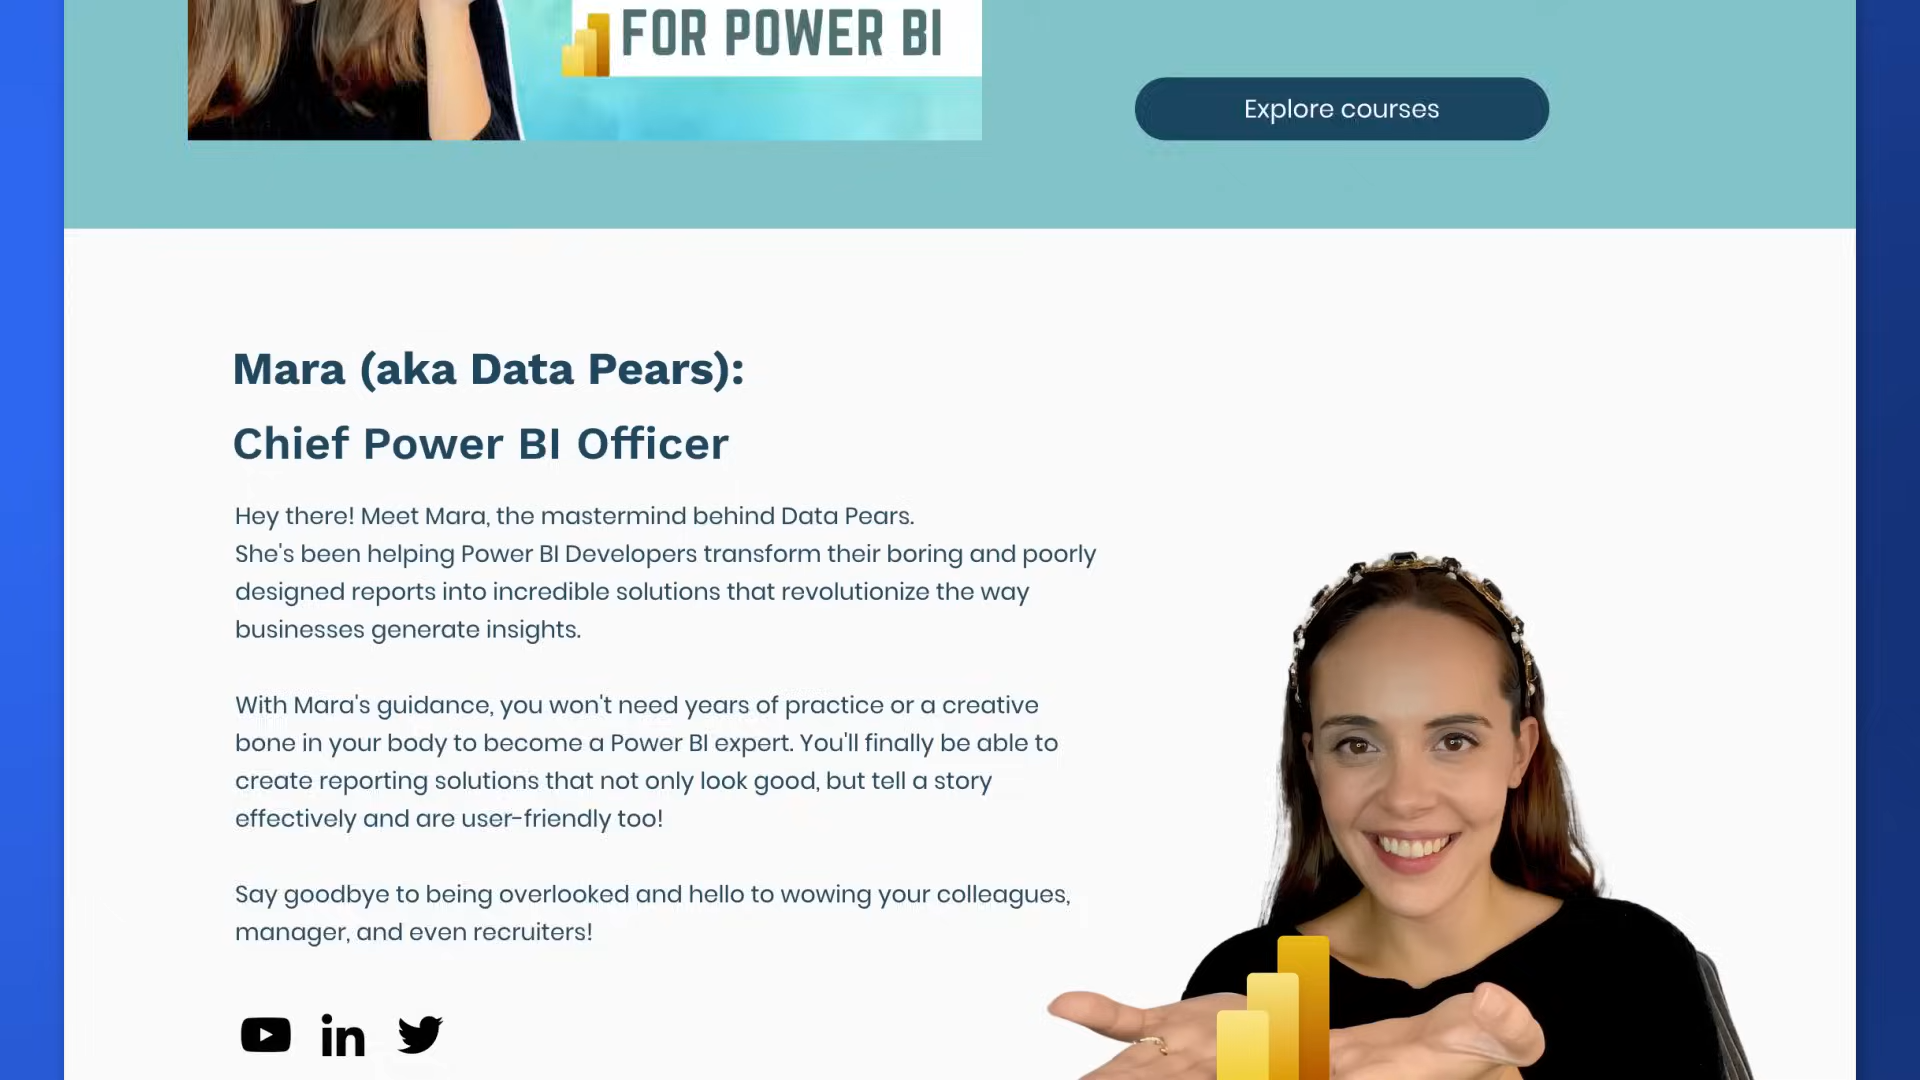 FOR POWER BI
Explore courses
Mara (aka Data Pears):
Chief Power BI Officer
Hey there! Meet Mara, the mastermind behind Data Pears.
She's been helping Power BI Developers transform their boring and poorly
designed reports into incredible solutions that revolutionize the way
businesses generate insights.
With Mara's guidance, you won't need years of practice or a creative
bone in your body to become a Power BI expert. You'll finally be able to
create reporting solutions that not only look good, but tell a story
effectively and are user-friendly too!
Say goodbye to being overlooked and hello to wowing your colleagues,
manager, and even recruiters!
in